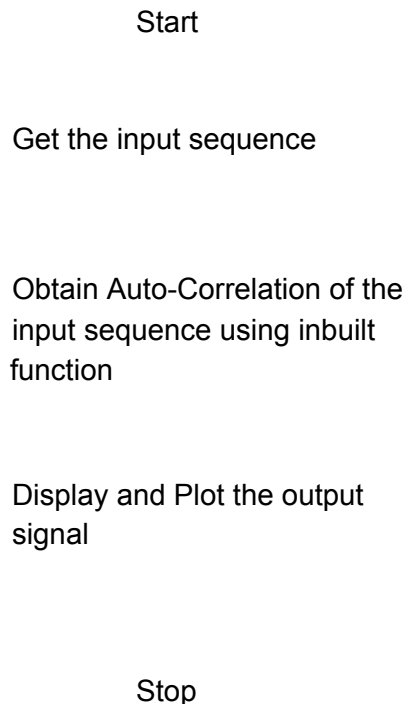 Start
Get the input sequence
Obtain Auto-Correlation of the
input sequence using inbuilt
function
Display and Plot the output
signal
Stop